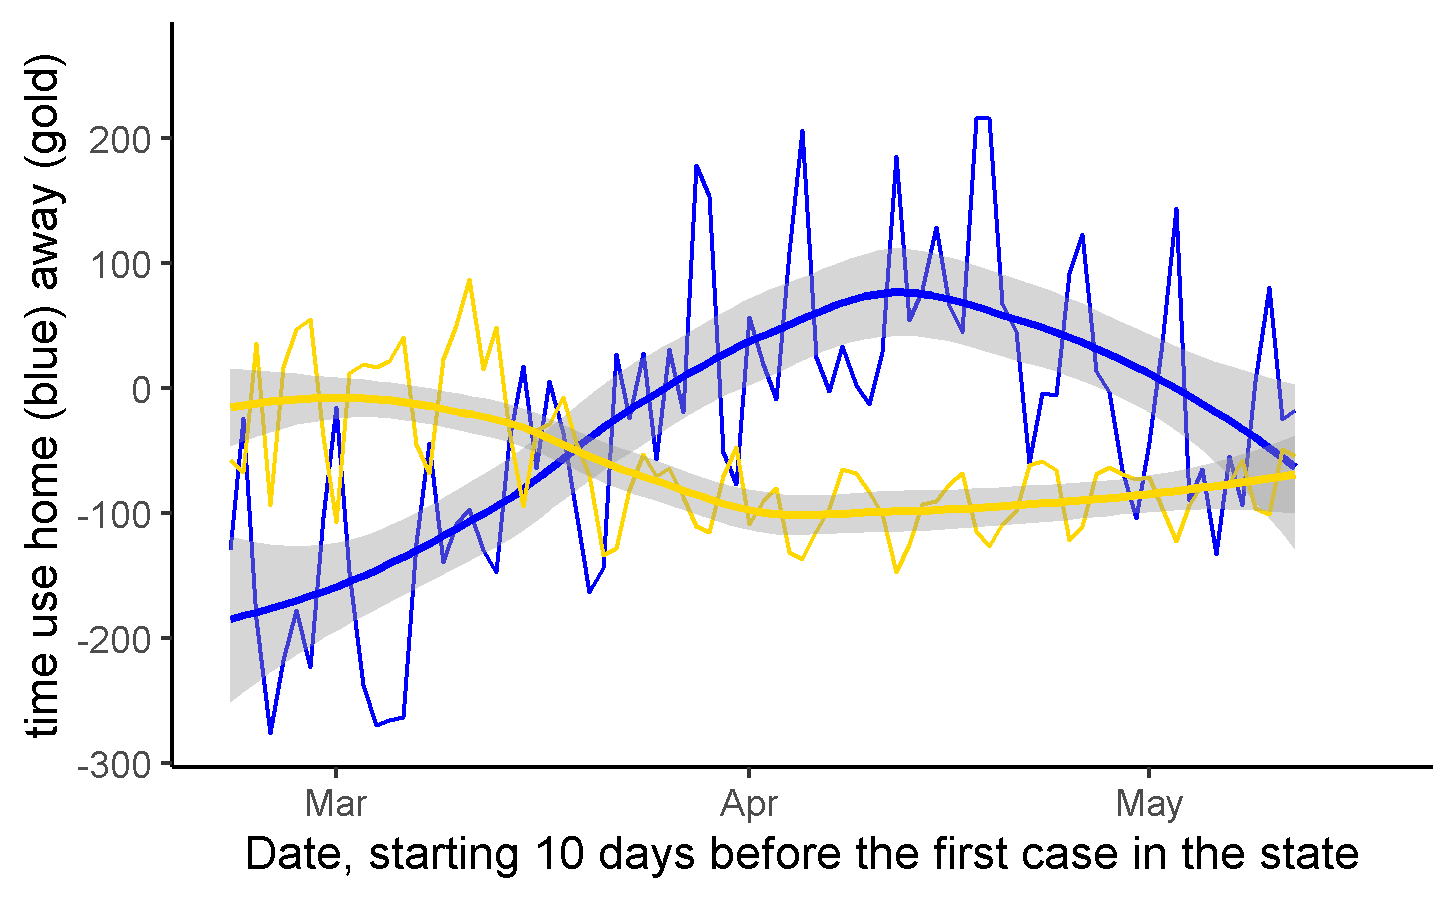 time use home (blue) away (gold)
200
100
0
-100
-200
-300
Mar Apr May
Date, starting 10 days before the first case in the state